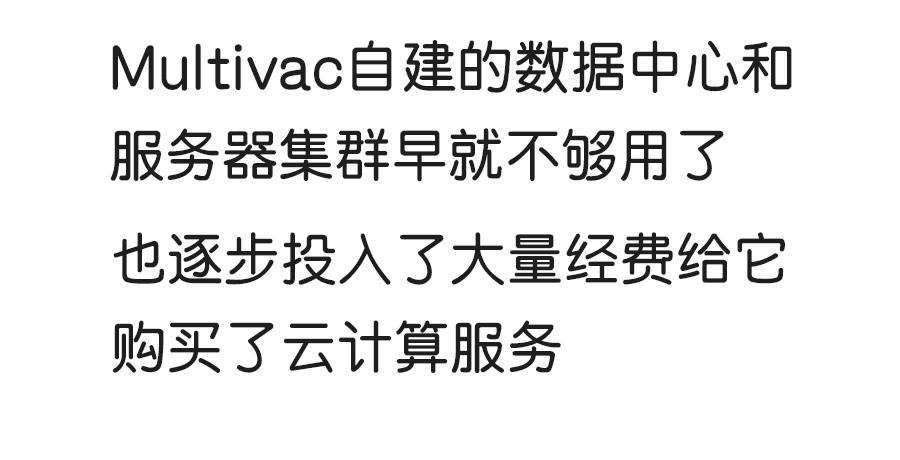 Multivac自建的数据中心和
服务器集群早就不够用了
也逐步投入了大量经费给它
购买了云计算服务